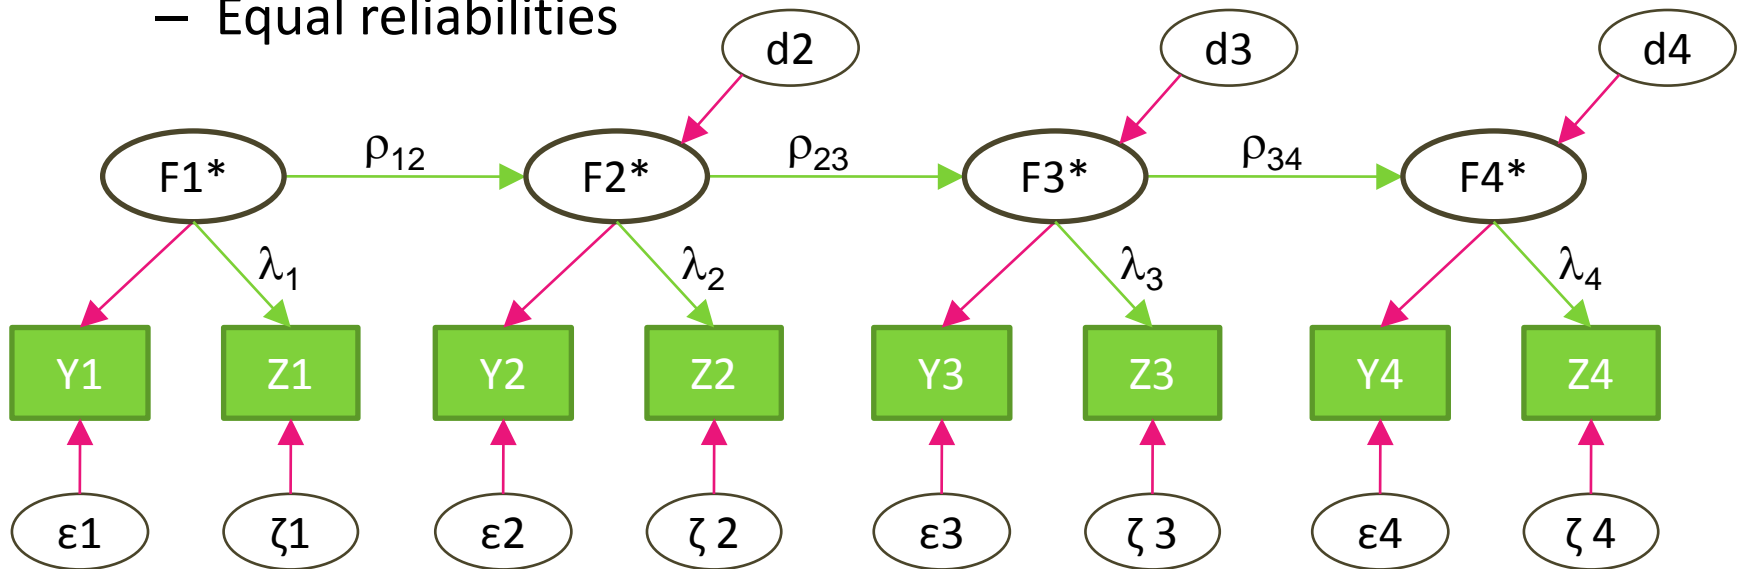 – Equal reliabilities
d2 d3 d4
F1* ρ12 F2* ρ23 F3* ρ34 F4*
λ1 λ2 λ3 λ4
Y1 Z1 Y2 Z2 Y3 Z3 Y4 Z4
ε1 ζ1 ε2 ζ 2 ε3 ζ 3 ε4 ζ 4